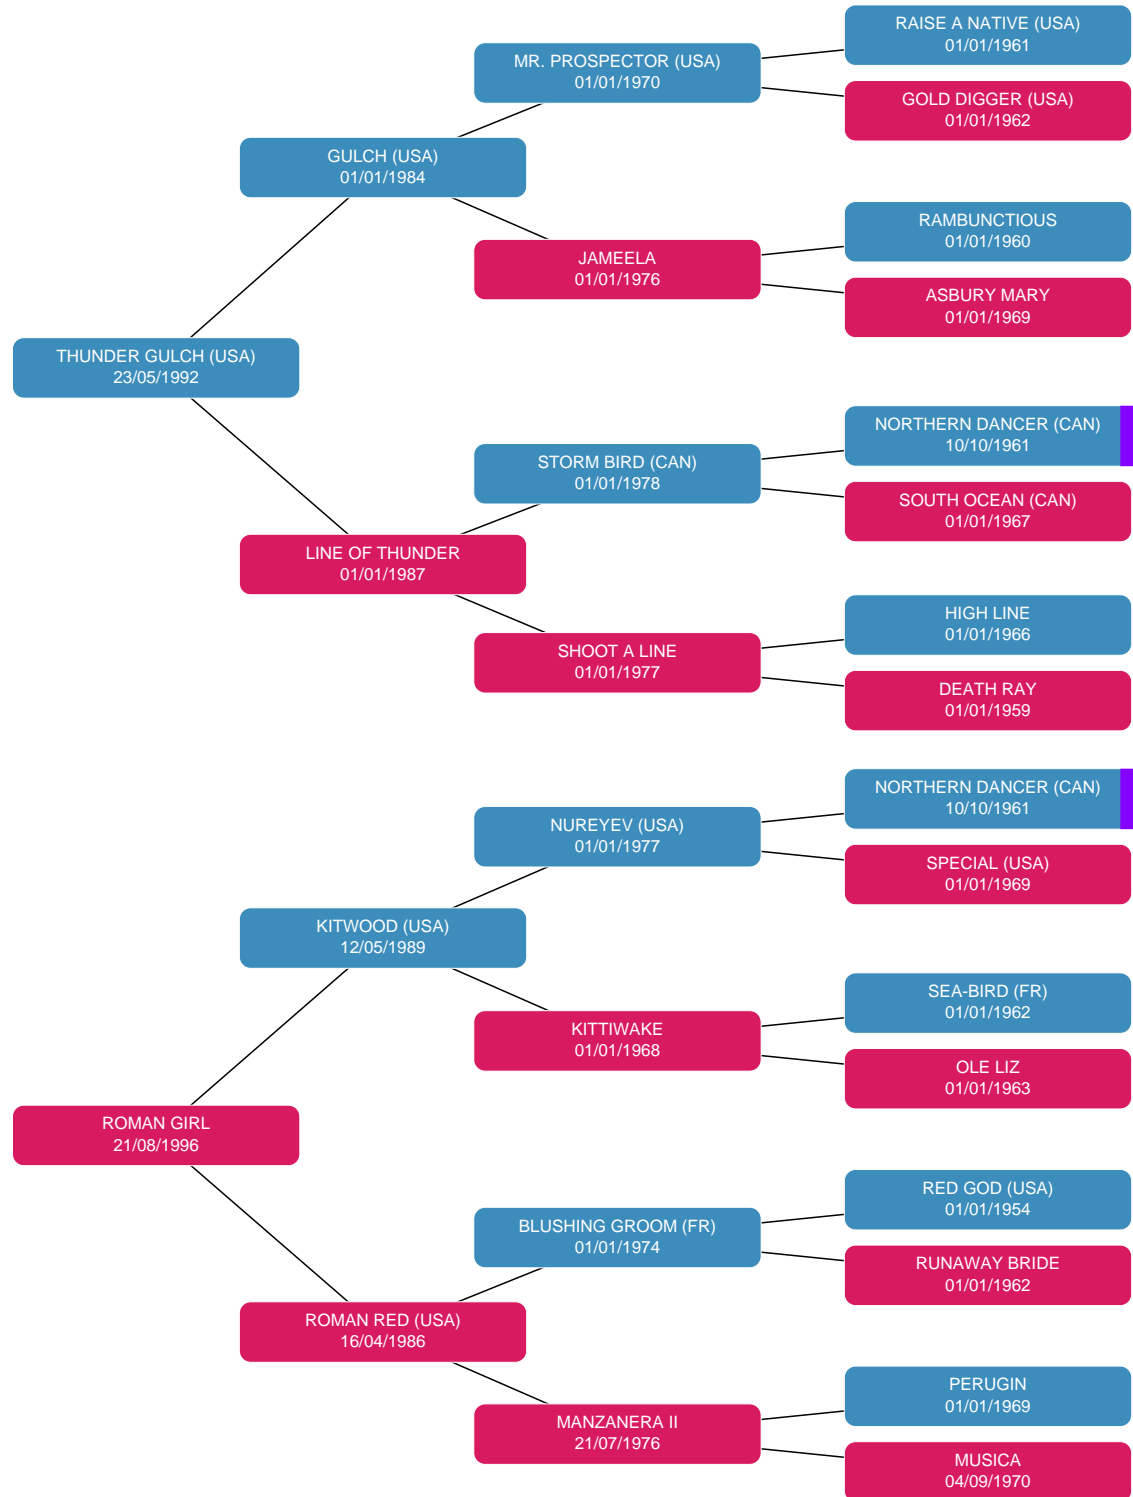 RAISE A NATIVE (USA)
01/01/1961
MR. PROSPECTOR (USA)
01/01/1970
GOLD DIGGER (USA)
01/01/1962
GULCH (USA)
01/01/1984
RAMBUNCTIOUS
01/01/1960
JAMEELA
01/01/1976
ASBURY MARY
01/01/1969
THUNDER GULCH (USA)
23/05/1992
NORTHERN DANCER (CAN)
10/10/1961
STORM BIRD (CAN)
01/01/1978
SOUTH OCEAN (CAN)
01/01/1967
LINE OF THUNDER
01/01/1987
HIGH LINE
01/01/1966
SHOOT A LINE
01/01/1977
DEATH RAY
01/01/1959
NORTHERN DANCER (CAN)
10/10/1961
NUREYEV (USA)
01/01/1977
SPECIAL (USA)
01/01/1969
KITWOOD (USA)
12/05/1989
SEA-BIRD (FR)
01/01/1962
KITTIWAKE
01/01/1968
OLE LIZ
01/01/1963
ROMAN GIRL
21/08/1996
RED GOD (USA)
01/01/1954
BLUSHING GROOM (FR)
01/01/1974
RUNAWAY BRIDE
01/01/1962
ROMAN RED (USA)
16/04/1986
PERUGIN
01/01/1969
MANZANERA II
21/07/1976
MUSICA
04/09/1970